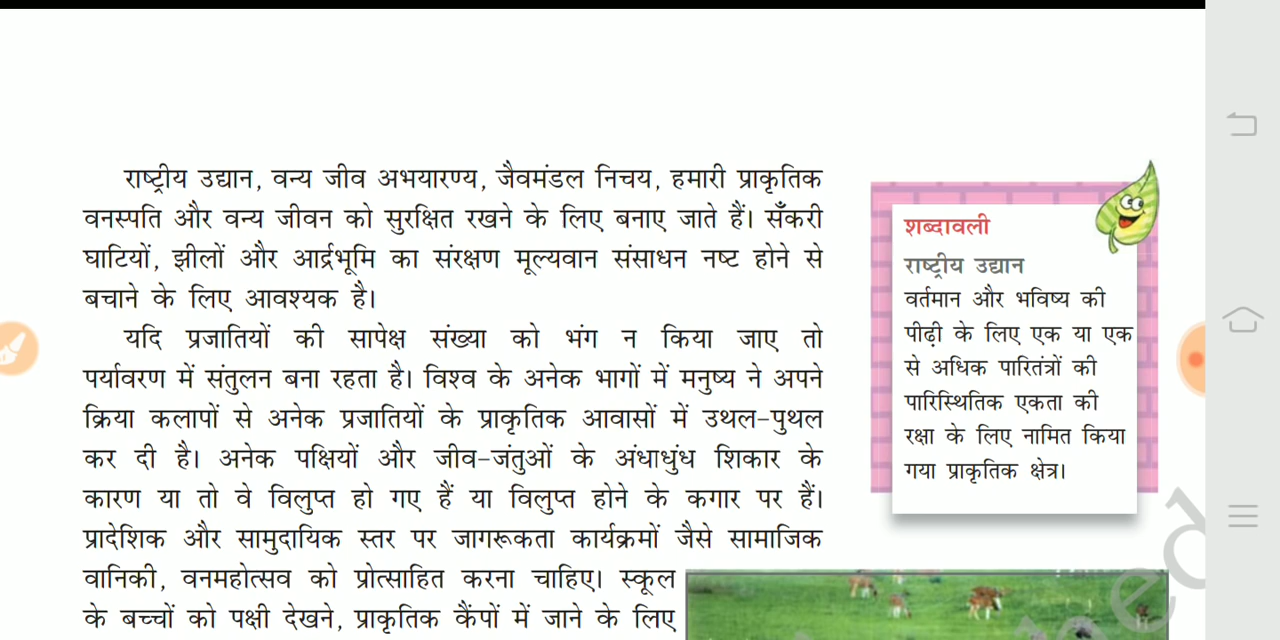 राष्ट्रीय उद्यान, वन्य जीव अभयारण्य, जैवमंडल निचय, हमारी प्राकृतिक
वनस्पति और वन्य जीवन को सुरक्षित रखने के लिए बनाए जाते हैं। सँकरी
घाटियों, झीलों और आर्द्रभूमि का संरक्षण मूल्यवान संसाधन नष्ट होने से
बचाने के लिए आवश्यक है।
यदि प्रजातियों की सापेक्ष संख्या को भंग न किया जाए तो
पर्यावरण में संतुलन बना रहता है। विश्व के अनेक भागों में मनुष्य ने अपने
क्रिया कलापों से अनेक प्रजातियों के प्राकृतिक आवासों में उथल-पुथल
कर दी है। अनेक पक्षियों और जीव-जंतुओं के अंधाधुंध शिकार के
कारण या तो वे विलुप्त हो गए हैं या विलुप्त होने के कगार पर हैं।
प्रादेशिक और सामुदायिक स्तर पर जागरूकता कार्यक्रमों जैसे सामाजिक
वानिकी, वनमहोत्सव को प्रोत्साहित करना चाहिए। स्कूल
के बच्चों को पक्षी देखने, प्राकृतिक कैंपों में जाने के लिए
शब्दावली
राष्ट्रीय उद्यान
वर्तमान और भविष्य की
पीढ़ी के लिए एक या एक
से अधिक पारितंत्रों की
पारिस्थितिक एकता की
रक्षा के लिए नामित किया
गया प्राकृतिक क्षेत्र।